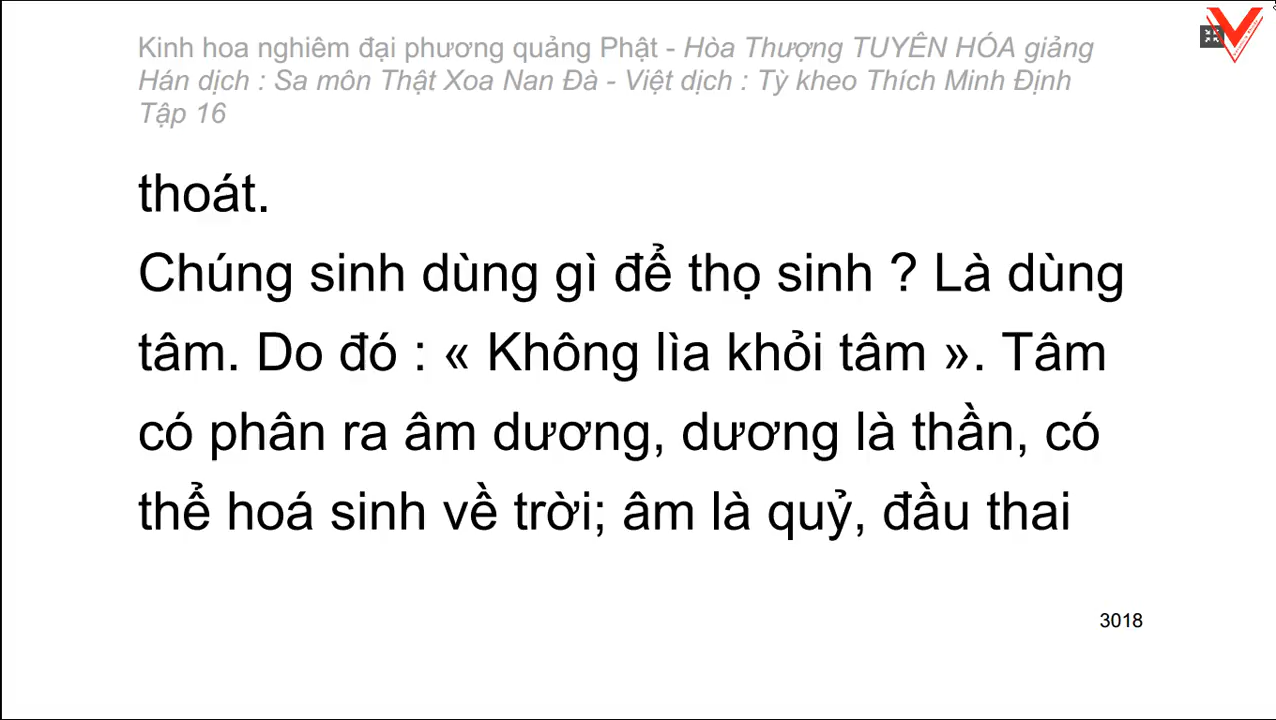 Kinh hoa nghiêm đại phương quảng Phật - Hòa Thượng TUYÊN HÓA giảng
Hán dịch : Sa môn Thật Xoa Nan Đà - Việt dịch : Tỳ kheo Thích Minh Định
Tập 16
thoát.
Chúng sinh dùng gì để thọ sinh ? Là dùng
tâm. Do đó : « Không lìa khỏi tâm ». Tâm
có phân ra âm dương, dương là thần, có
thể hoá sinh về trời; âm là quỷ, đầu thai
3018